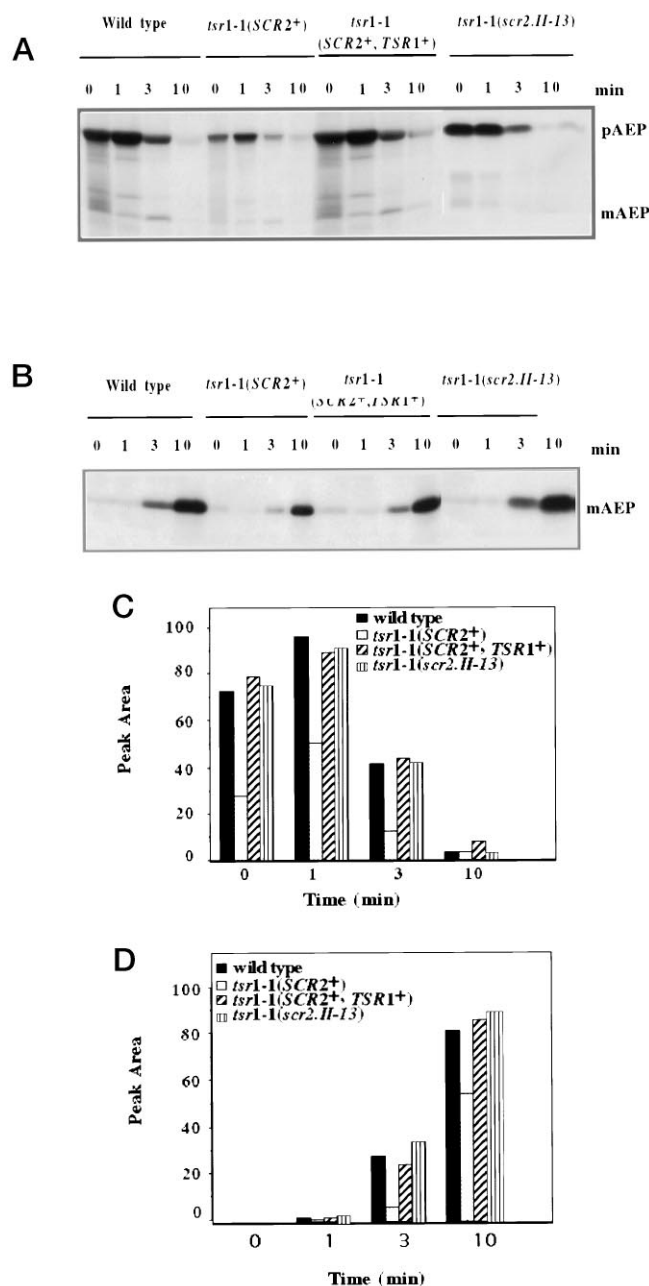 A
Wild type tsr1-1(SCR2+) tsr1-1 (SCR2+, TSR1+) tsr1-1(scr2.II-13)
0 1 3 10 0 1 3 10 0 1 3 10 0 1 3 10 min
pAEP
mAEP
B
Wild type tsr1-1(SCR2+) tsr1-1 (SCR2+,TSR1+) tsr1-1(scr2.II-13)
0 1 3 10 0 1 3 10 0 1 3 10 0 1 3 10 min
mAEP
C
wild type
tsr1-1(SCR2+)
tsr1-1(SCR2+, TSR1+)
tsr1-1(scr2.II-13)
100
80
60
40
20
0
Peak Area
0 1 3 10
Time (min)
D
wild type
tsr1-1(SCR2+)
tsr1-1(SCR2+, TSR1+)
tsr1-1(scr2.II-13)
100
80
60
40
20
0
Peak Area
0 1 3 10
Time (min)